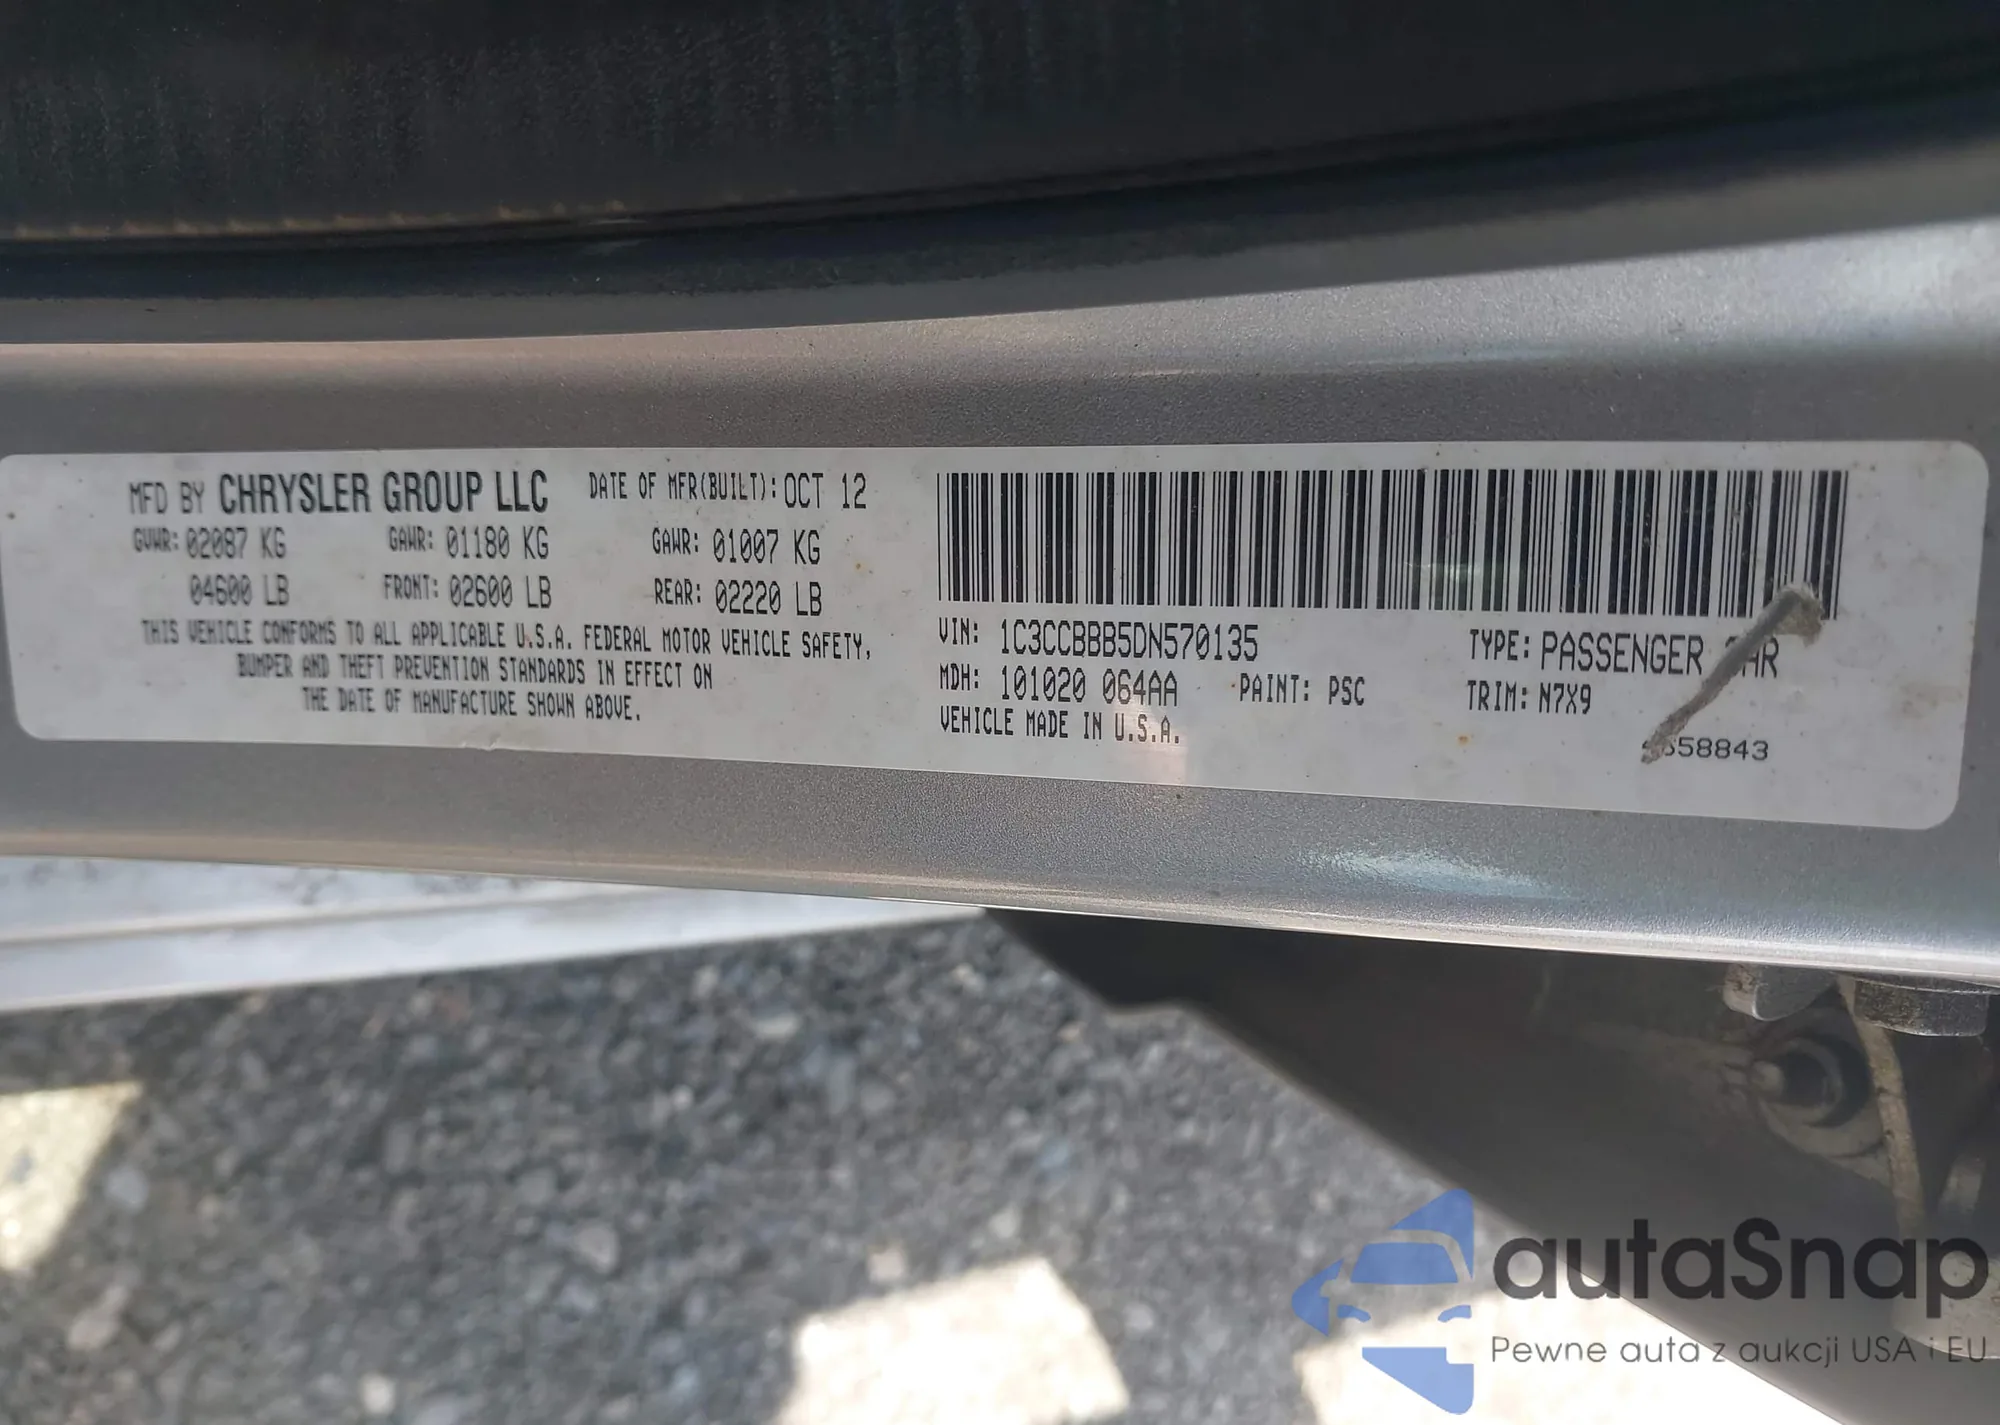 MFD BY CHRYSLER GROUP LLC DATE OF MFR(BUILT): OCT 12
GVWR: 02087 KG GAWR: 01180 KG GAWR: 01007 KG
04600 LB FRONT: 02600 LB REAR: 02220 LB
THIS VEHICLE CONFORMS TO ALL APPLICABLE U.S.A. FEDERAL MOTOR VEHICLE SAFETY,
BUMPER AND THEFT PREVENTION STANDARDS IN EFFECT ON
THE DATE OF MANUFACTURE SHOWN ABOVE.
VIN: 1C3CCBBB5DN570135 TYPE: PASSENGER CAR
MDH: 101020 064AA PAINT: PSC TRIM: N7X9
VEHICLE MADE IN U.S.A.
autaSnap
Pewne auta z aukcji USA i EU